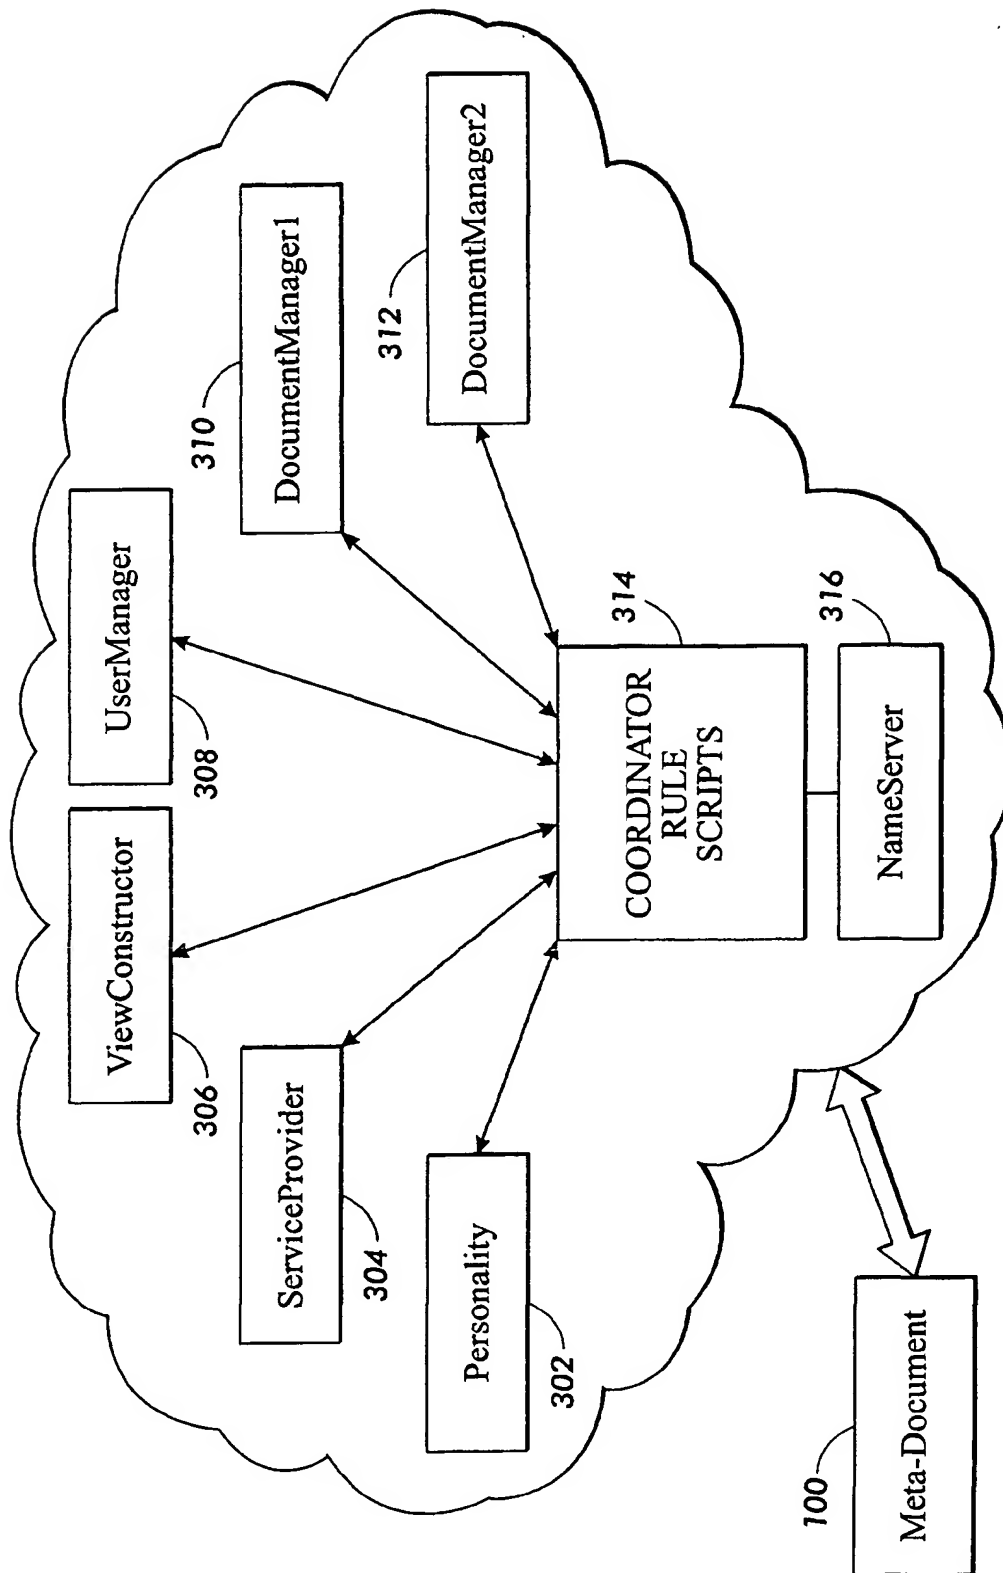 ViewConstructor
306
UserManager
308
ServiceProvider
304
DocumentManager1
310
Personality
302
DocumentManager2
312
COORDINATOR
RULE
SCRIPTS
314
NameServer
316
Meta-Document
100